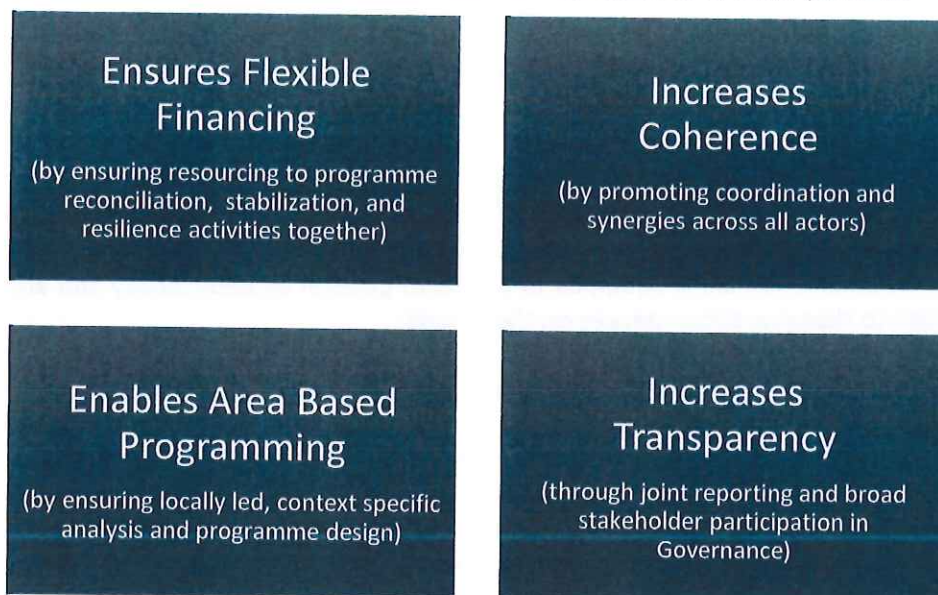 Ensures Flexible
Financing
(by ensuring resourcing to programme
reconciliation, stabilization, and
resilience activities together)
Increases
Coherence
(by promoting coordination and
synergies across all actors)
Enables Area Based
Programming
(by ensuring locally led, context specific
analysis and programme design)
Increases
Transparency
(through joint reporting and broad
stakeholder participation in
Governance)